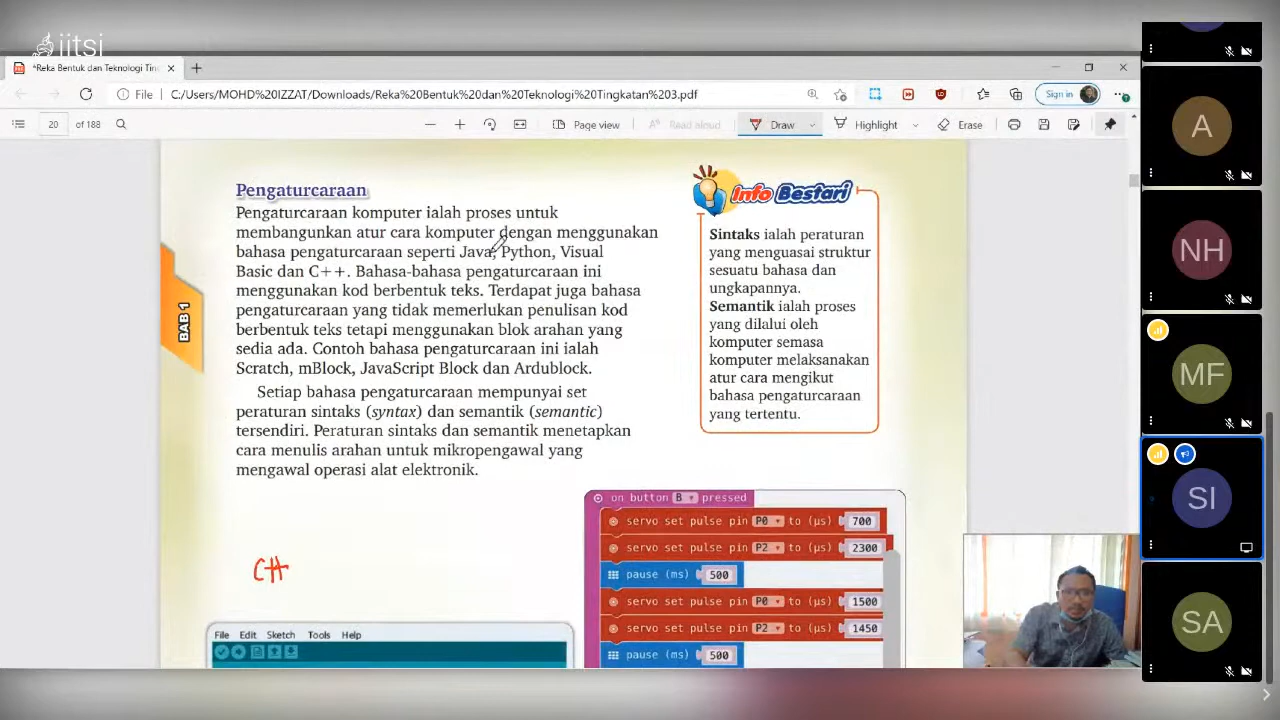 jitsi
*Reka Bentuk dan Teknologi Tin
File
C:/Users/MOHD%20IZZAT/Downloads/Reka%20Bentuk%20dan%20Teknologi%20Tingkatan%203.pdf
Sign in
20 of 188
Page view
Read aloud
Draw
Highlight
Erase
Pengaturcaraan
Pengaturcaraan komputer ialah proses untuk
membangunkan atur cara komputer dengan menggunakan
bahasa pengaturcaraan seperti Java, Python, Visual
Basic dan C++. Bahasa-bahasa pengaturcaraan ini
menggunakan kod berbentuk teks. Terdapat juga bahasa
pengaturcaraan yang tidak memerlukan penulisan kod
berbentuk teks tetapi menggunakan blok arahan yang
sedia ada. Contoh bahasa pengaturcaraan ini ialah
Scratch, mBlock, JavaScript Block dan Ardublock.
Setiap bahasa pengaturcaraan mempunyai set
peraturan sintaks (syntax) dan semantik (semantic)
tersendiri. Peraturan sintaks dan semantik menetapkan
cara menulis arahan untuk mikropengawal yang
mengawal operasi alat elektronik.
Info Bestari
Sintaks ialah peraturan
yang menguasai struktur
sesuatu bahasa dan
ungkapannya.
Semantik ialah proses
yang dilalui oleh
komputer semasa
komputer melaksanakan
atur cara mengikut
bahasa pengaturcaraan
yang tertentu.
BAB 1
on button B pressed
servo set pulse pin P0 to (µs) 700
servo set pulse pin P2 to (µs) 2300
pause (ms) 500
servo set pulse pin P0 to (µs) 1500
servo set pulse pin P2 to (µs) 1450
pause (ms) 500
File Edit Sketch Tools Help
A
NH
MF
SI
SA